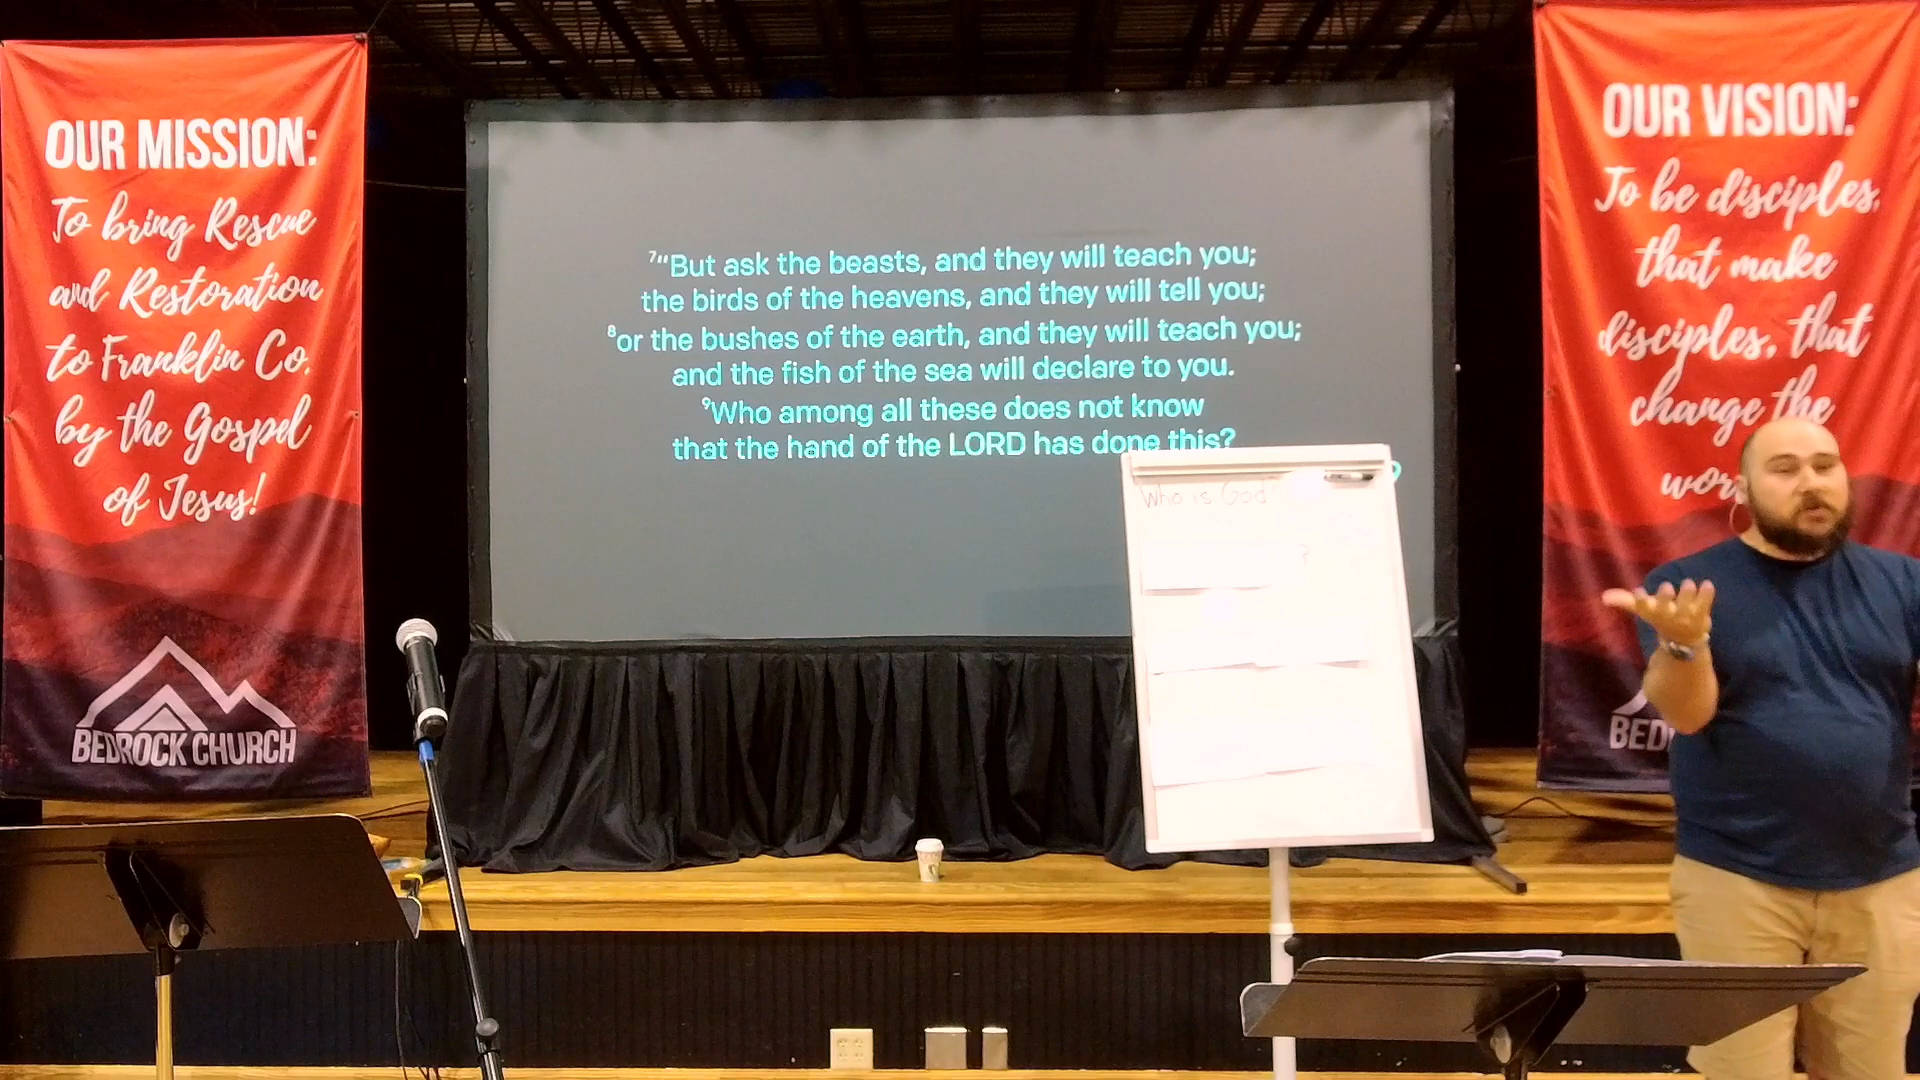 OUR MISSION:
To bring Rescue
and Restoration
to Franklin Co.
by the Gospel
of Jesus!
BEDROCK CHURCH
⁷“But ask the beasts, and they will teach you;
the birds of the heavens, and they will tell you;
⁸or the bushes of the earth, and they will teach you;
and the fish of the sea will declare to you.
⁹Who among all these does not know
that the hand of the LORD has done this?
Who is God?
?
OUR VISION:
To be disciples,
that make
disciples, that
change the